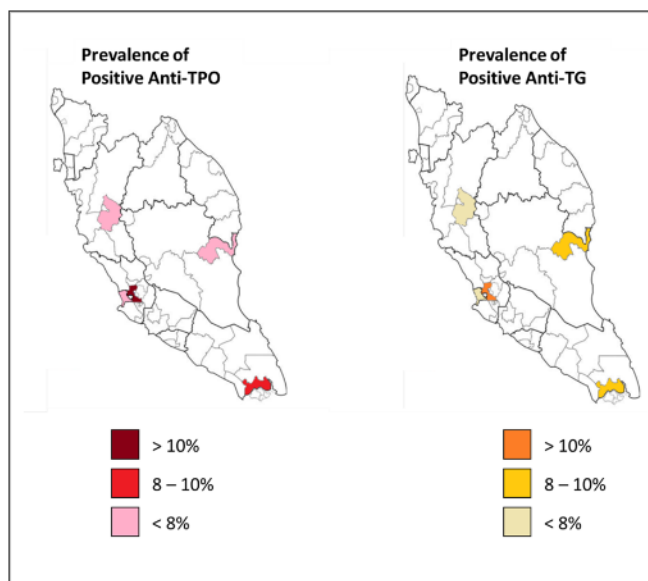 Prevalence of
Positive Anti-TPO
> 10%
8 – 10%
< 8%
Prevalence of
Positive Anti-TG
> 10%
8 – 10%
< 8%